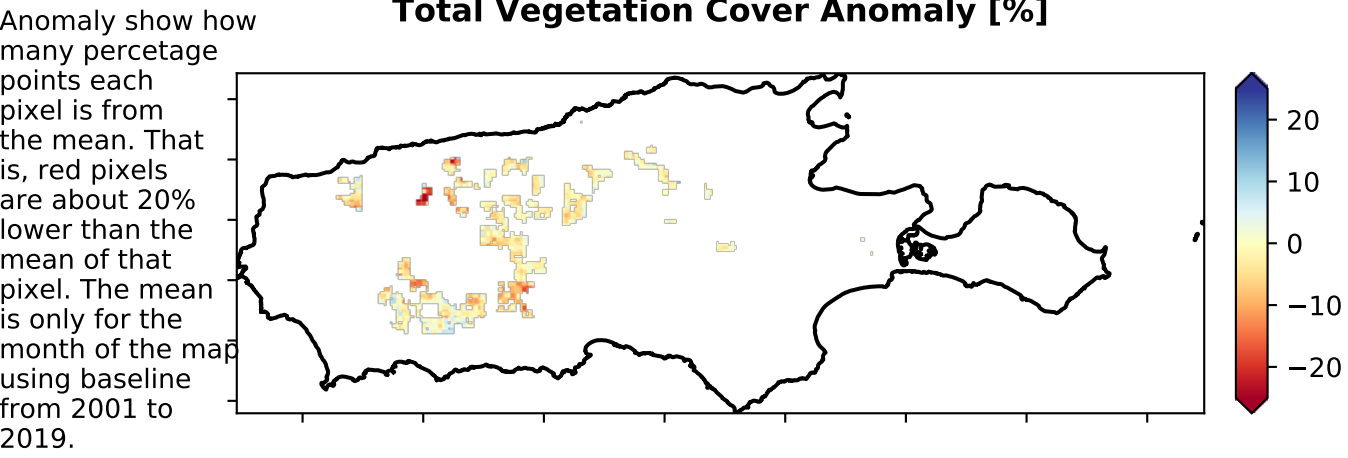 Total Vegetation Cover Anomaly [%]
Anomaly show how
many percetage
points each
pixel is from
the mean. That
is, red pixels
are about 20%
lower than the
mean of that
pixel. The mean
is only for the
month of the map
using baseline
from 2001 to
2019.
20
10
0
−10
−20